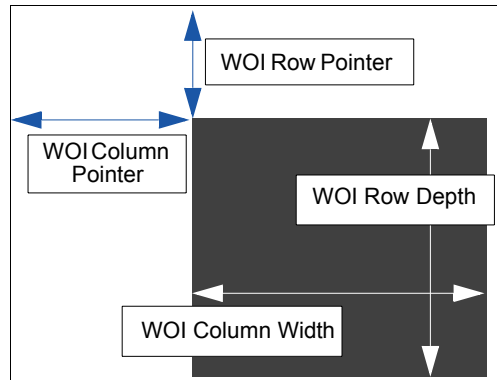 WOI Row Pointer
WOI Column
Pointer
WOI Row Depth
WOI Column Width